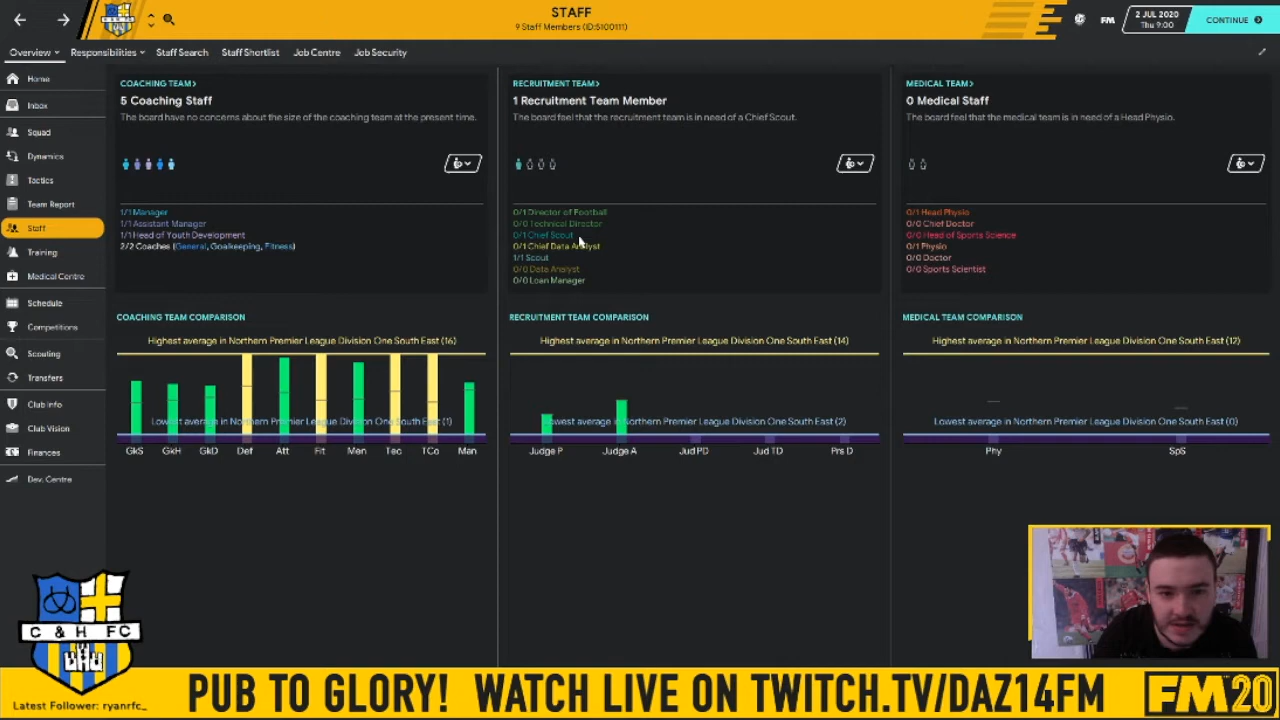 STAFF
9 Staff Members (ID:5100111)
FM
2 JUL 2020
Thu 9:00
CONTINUE
Overview
Responsibilities
Staff Search
Staff Shortlist
Job Centre
Job Security
Home
Inbox
Squad
Dynamics
Tactics
Team Report
Staff
Training
Medical Centre
Schedule
Competitions
Scouting
Transfers
Club Info
Club Vision
Finances
Dev. Centre
COACHING TEAM>
5 Coaching Staff
The board have no concerns about the size of the coaching team at the present time.
1/1 Manager
1/1 Assistant Manager
1/1 Head of Youth Development
2/2 Coaches (General, Goalkeeping, Fitness)
COACHING TEAM COMPARISON
Highest average in Northern Premier League Division One South East (16)
Lowest average in Northern Premier League Division One South East (1)
GkS GkH GkD Def Att Fit Men Tec TCo Man
RECRUITMENT TEAM>
1 Recruitment Team Member
The board feel that the recruitment team is in need of a Chief Scout.
0/1 Director of Football
0/0 Technical Director
0/1 Chief Scout
0/1 Chief Data Analyst
1/1 Scout
0/0 Data Analyst
0/0 Loan Manager
RECRUITMENT TEAM COMPARISON
Highest average in Northern Premier League Division One South East (14)
Lowest average in Northern Premier League Division One South East (2)
Judge P Judge A Jud PD Jud TD Prs D
MEDICAL TEAM>
0 Medical Staff
The board feel that the medical team is in need of a Head Physio.
0/1 Head Physio
0/0 Chief Doctor
0/0 Head of Sports Science
0/1 Physio
0/0 Doctor
0/0 Sports Scientist
MEDICAL TEAM COMPARISON
Highest average in Northern Premier League Division One South East (12)
Lowest average in Northern Premier League Division One South East (0)
Phy SpS
C & H FC
Latest Follower: ryanrfc_
PUB TO GLORY! WATCH LIVE ON TWITCH.TV/DAZ14FM
FM20